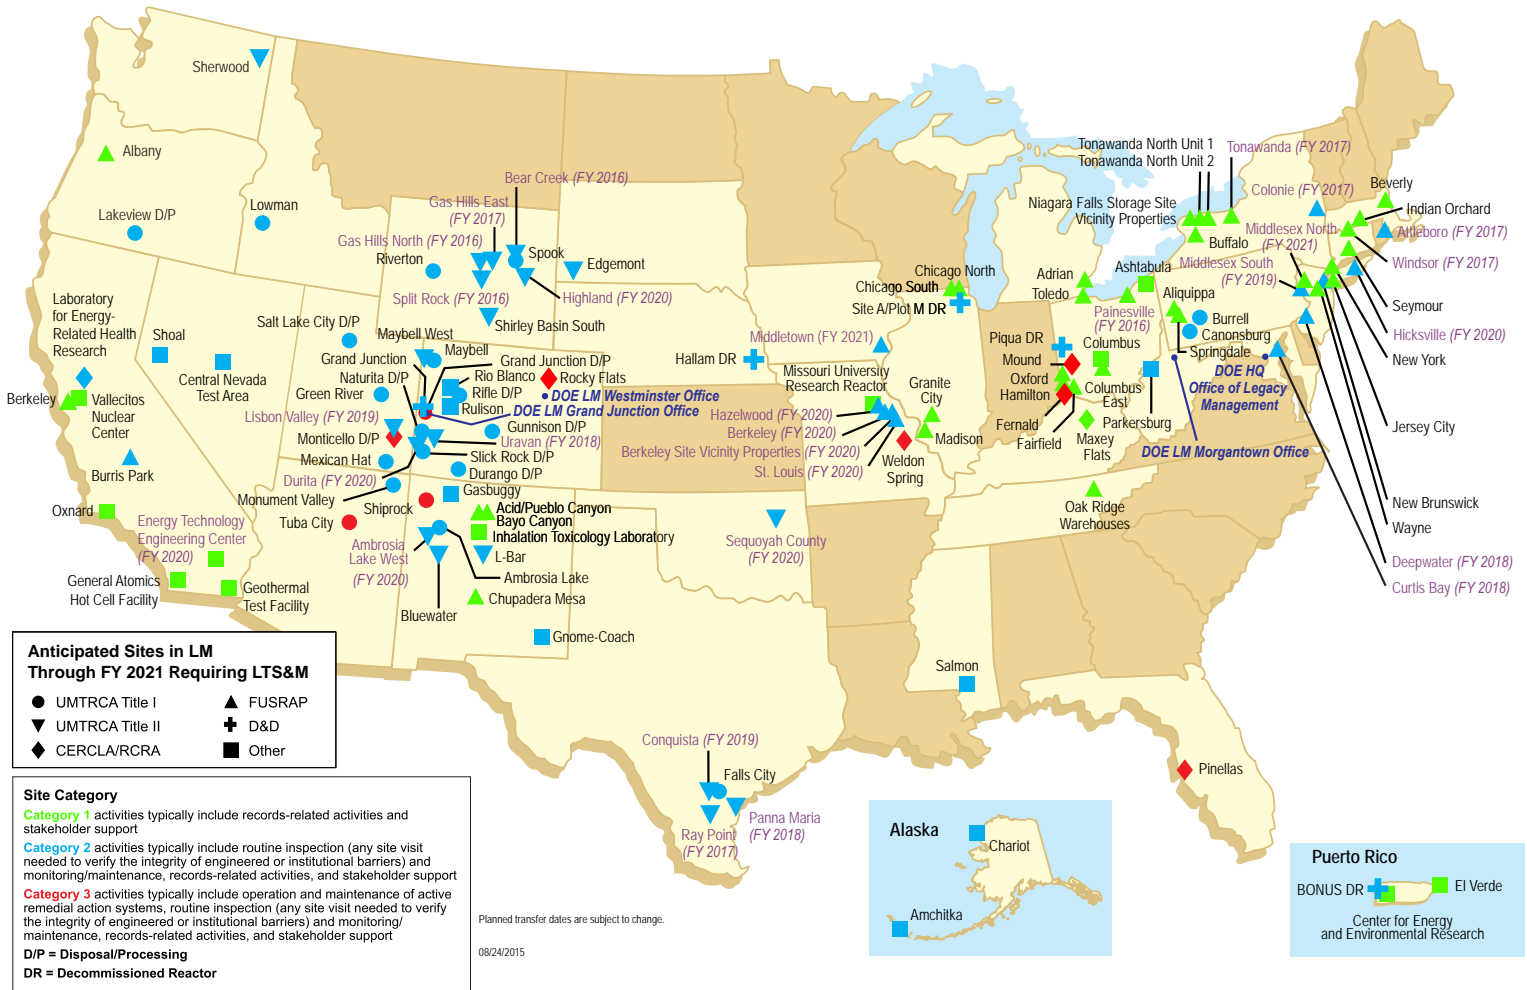 Sherwood
Albany
Lakeview D/P
Lowman
Bear Creek (FY 2016)
Gas Hills East
(FY 2017)
Gas Hills North (FY 2016)
Riverton
Spook
Edgemont
Split Rock (FY 2016)
Highland (FY 2020)
Shirley Basin South
Laboratory
for Energy-
Related Health
Research
Shoal
Central Nevada
Test Area
Berkeley
Vallecitos
Nuclear
Center
Burris Park
Oxnard
Energy Technology
Engineering Center
(FY 2020)
General Atomics
Hot Cell Facility
Geothermal
Test Facility
Salt Lake City D/P
Maybell West
Maybell
Grand Junction
Grand Junction D/P
Naturita D/P
Rio Blanco
Rocky Flats
Green River
Rifle D/P
DOE LM Westminster Office
Rulison
DOE LM Grand Junction Office
Lisbon Valley (FY 2019)
Gunnison D/P
Monticello D/P
Uravan (FY 2018)
Mexican Hat
Slick Rock D/P
Durita (FY 2020)
Durango D/P
Monument Valley
Gasbuggy
Shiprock
Tuba City
Acid/Pueblo Canyon
Bayo Canyon
Inhalation Toxicology Laboratory
Ambrosia
Lake West
(FY 2020)
L-Bar
Ambrosia Lake
Chupadera Mesa
Bluewater
Gnome-Coach
Hallam DR
Sequoyah County
(FY 2020)
Conquista (FY 2019)
Falls City
Panna Maria
(FY 2018)
Ray Point
(FY 2017)
Chicago North
Chicago South
Site A/Plot M DR
Middletown (FY 2021)
Missouri University
Research Reactor
Granite
City
Hazelwood (FY 2020)
Berkeley (FY 2020)
Madison
Berkeley Site Vicinity Properties (FY 2020)
St. Louis (FY 2020)
Weldon
Spring
Salmon
Pinellas
Oak Ridge
Warehouses
Adrian
Toledo
Ashtabula
Painesville
(FY 2016)
Columbus
Piqua DR
Mound
Oxford
Hamilton
Columbus
East
Fernald
Fairfield
Maxey
Flats
Parkersburg
Aliquippa
Burrell
Canonsburg
Springdale
DOE HQ
Office of Legacy
Management
DOE LM Morgantown Office
Tonawanda North Unit 1
Tonawanda North Unit 2
Tonawanda (FY 2017)
Niagara Falls Storage Site
Vicinity Properties
Buffalo
Colonie (FY 2017)
Beverly
Indian Orchard
Attleboro (FY 2017)
Middlesex North
(FY 2021)
Middlesex South
(FY 2019)
Windsor (FY 2017)
Seymour
Hicksville (FY 2020)
New York
Jersey City
New Brunswick
Wayne
Deepwater (FY 2018)
Curtis Bay (FY 2018)
Anticipated Sites in LM
Through FY 2021 Requiring LTS&M
UMTRCA Title I
UMTRCA Title II
CERCLA/RCRA
FUSRAP
D&D
Other
Site Category
Category 1 activities typically include records-related activities and
stakeholder support
Category 2 activities typically include routine inspection (any site visit
needed to verify the integrity of engineered or institutional barriers) and
monitoring/maintenance, records-related activities, and stakeholder support
Category 3 activities typically include operation and maintenance of active
remedial action systems, routine inspection (any site visit needed to verify
the integrity of engineered or institutional barriers) and monitoring/
maintenance, records-related activities, and stakeholder support
D/P = Disposal/Processing
DR = Decommissioned Reactor
Planned transfer dates are subject to change.
08/24/2015
Alaska
Chariot
Amchitka
Puerto Rico
BONUS DR
El Verde
Center for Energy
and Environmental Research